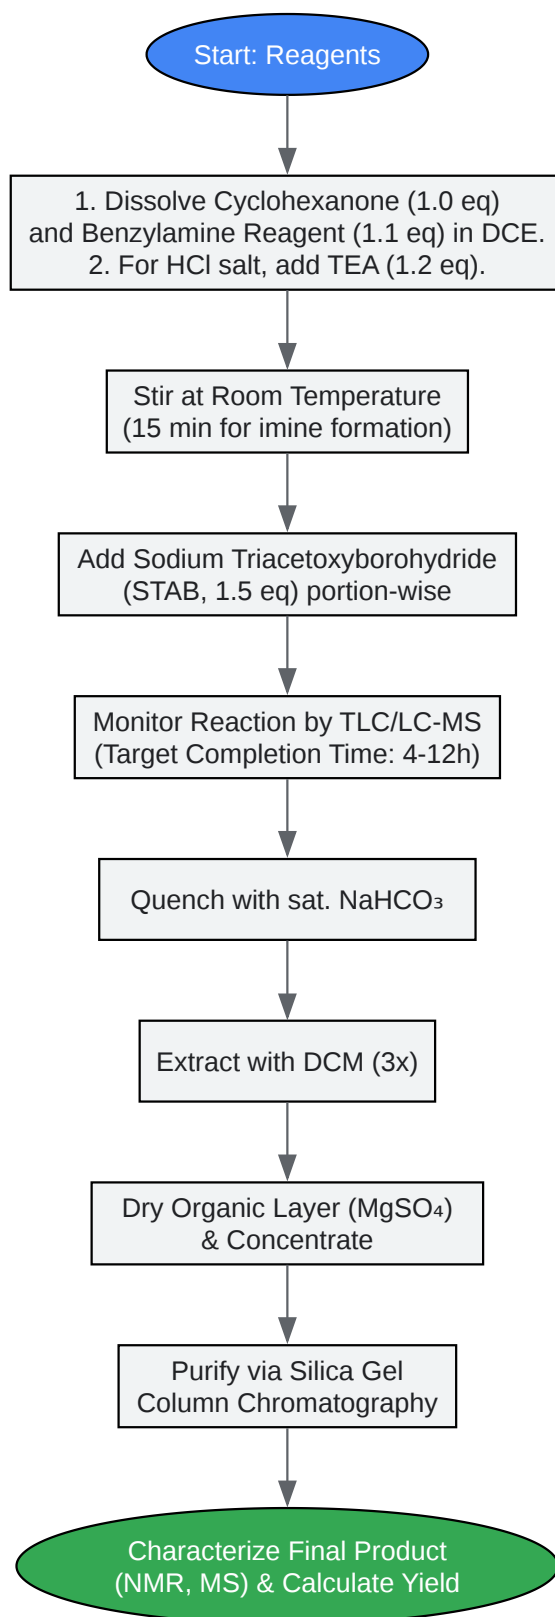 Start: Reagents
1. Dissolve Cyclohexanone (1.0 eq)
and Benzylamine Reagent (1.1 eq) in DCE.
2. For HCl salt, add TEA (1.2 eq).
Stir at Room Temperature
(15 min for imine formation)
Add Sodium Triacetoxyborohydride
(STAB, 1.5 eq) portion-wise
Monitor Reaction by TLC/LC-MS
(Target Completion Time: 4-12h)
Quench with sat. NaHCO₃
Extract with DCM (3x)
Dry Organic Layer (MgSO₄)
& Concentrate
Purify via Silica Gel
Column Chromatography
Characterize Final Product
(NMR, MS) & Calculate Yield